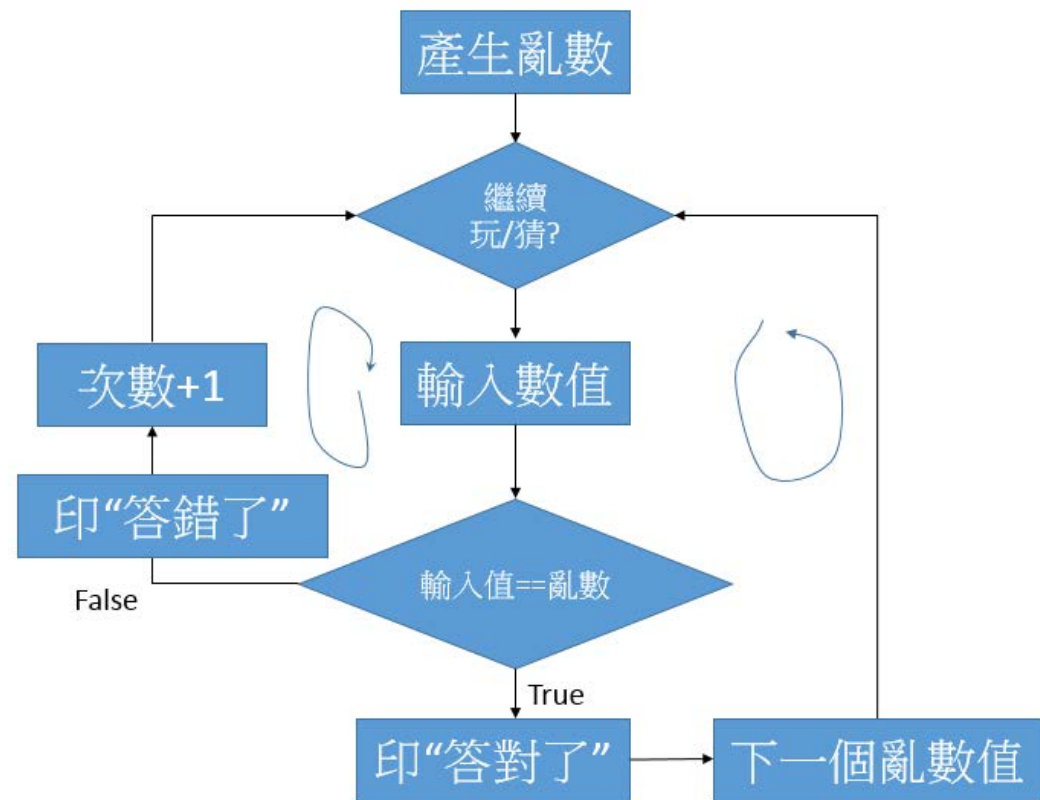 產生亂數
繼續
玩/猜?
次數+1
輸入數值
印“答錯了”
輸入值==亂數
False
True
印“答對了”
下一個亂數值